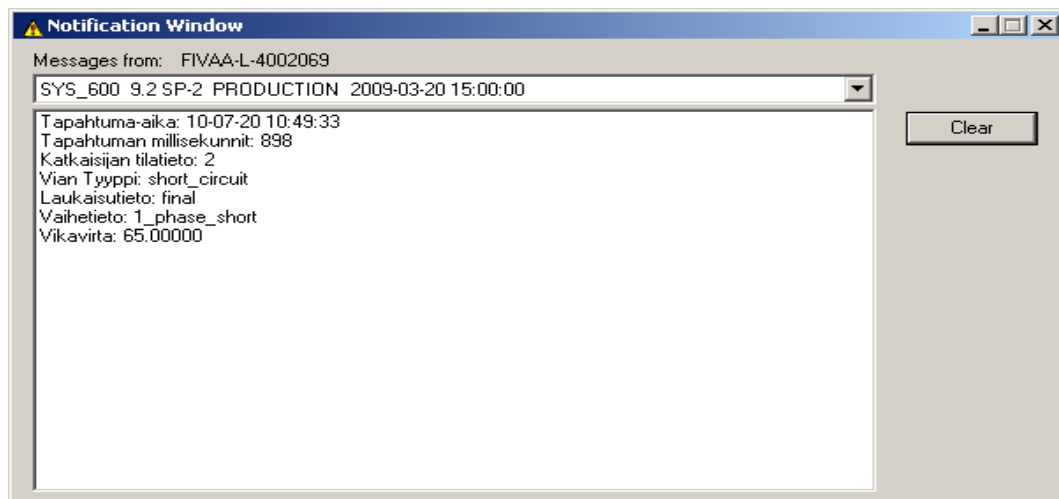 Notification Window
Messages from: FIVAA-L-4002069
SYS_600 9.2 SP-2 PRODUCTION 2009-03-20 15:00:00
Clear
Tapahtuma-aika: 10-07-20 10:49:33
Tapahtuman millisekunnit: 898
Katkaisijan tilatieto: 2
Vian Tyyppi: short_circuit
Laukaisutieto: final
Vaihetieto: 1_phase_short
Vikavirta: 65.00000